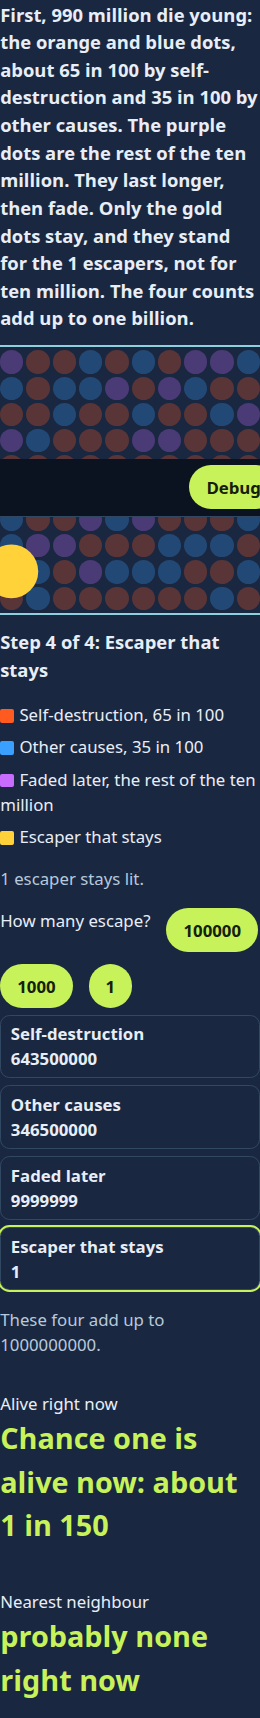 First, 990 million die young:
the orange and blue dots,
about 65 in 100 by self-
destruction and 35 in 100 by
other causes. The purple
dots are the rest of the ten
million. They last longer,
then fade. Only the gold
dots stay, and they stand
for the 1 escapers, not for
ten million. The four counts
add up to one billion.
Debug
Step 4 of 4: Escaper that
stays
Self-destruction, 65 in 100
Other causes, 35 in 100
Faded later, the rest of the ten
million
Escaper that stays
1 escaper stays lit.
How many escape?
100000
1000
1
Self-destruction
643500000
Other causes
346500000
Faded later
9999999
Escaper that stays
1
These four add up to
1000000000.
Alive right now
Chance one is
alive now: about
1 in 150
Nearest neighbour
probably none
right now